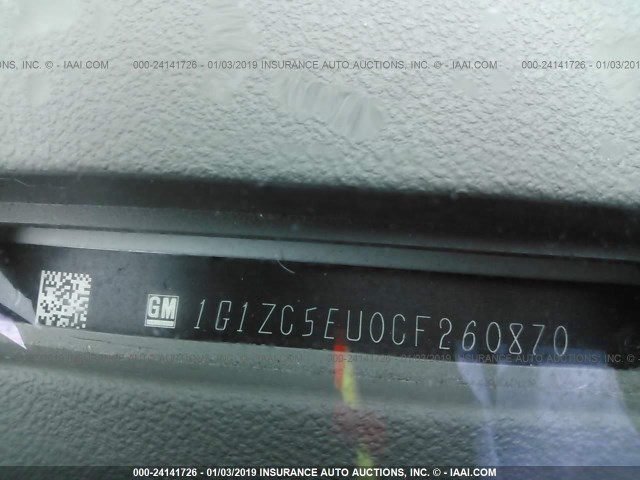 INC. - IAAI.COM 000-24141726 - 01/03/2019 INSURANCE AUTO AUCTIONS, INC. - IAAI.COM 000-24141726 - 01/03/2019 INSURANCE
GM 1G1ZC5EU0CF260870
000-24141726 - 01/03/2019 INSURANCE AUTO AUCTIONS, INC. - IAAI.COM